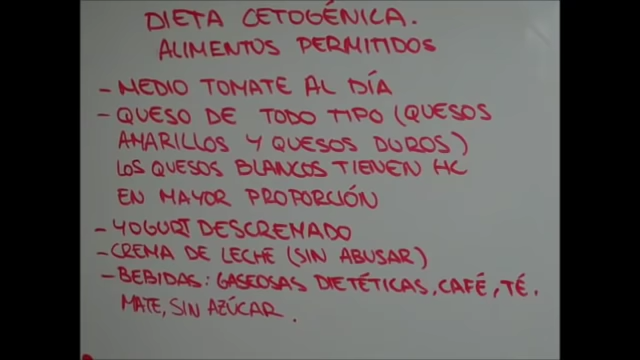 DIETA CETOGÉNICA.
ALIMENTOS PERMITIDOS
- MEDIO TOMATE AL DÍA
- QUESO DE TODO TIPO (QUESOS
AMARILLOS Y QUESOS DUROS)
LOS QUESOS BLANCOS TIENEN HC
EN MAYOR PROPORCIÓN
- YOGURT DESCREMADO
- CREMA DE LECHE (SIN ABUSAR)
- BEBIDAS: GASEOSAS DIETÉTICAS, CAFÉ, TÉ.
MATE, SIN AZÚCAR.